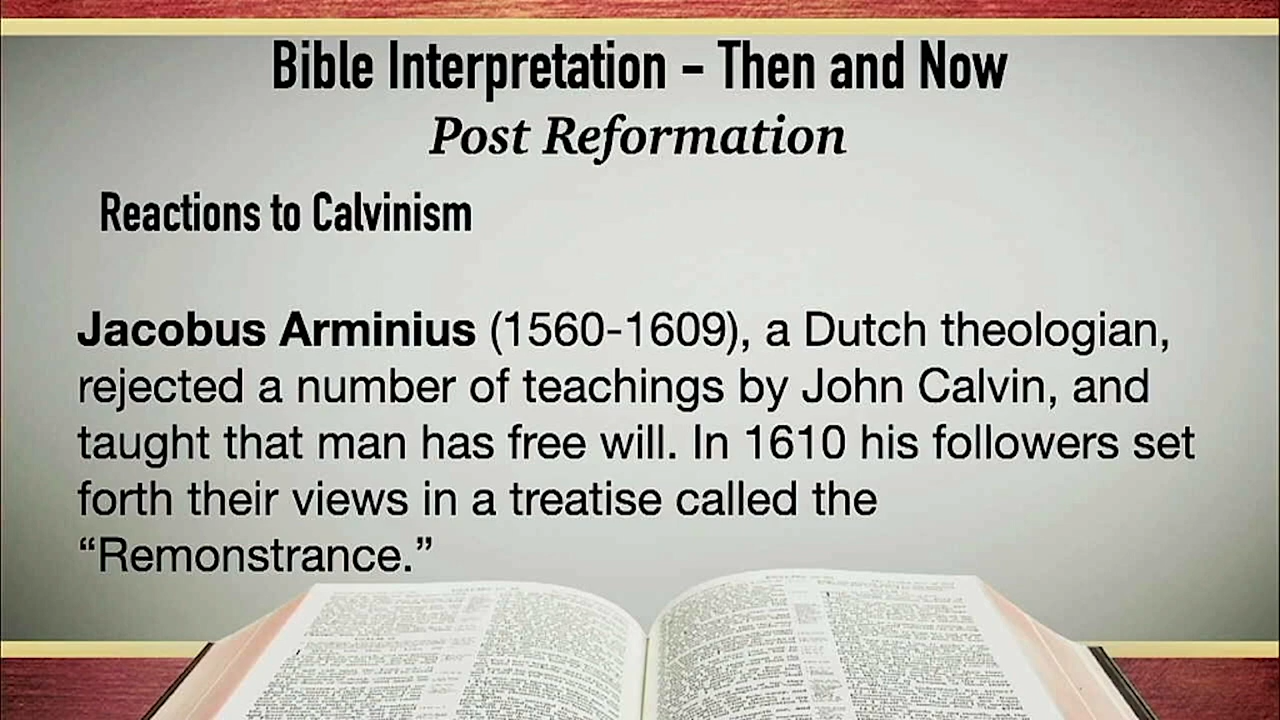 Bible Interpretation – Then and Now
Post Reformation
Reactions to Calvinism
Jacobus Arminius (1560-1609), a Dutch theologian,
rejected a number of teachings by John Calvin, and
taught that man has free will. In 1610 his followers set
forth their views in a treatise called the
“Remonstrance.”